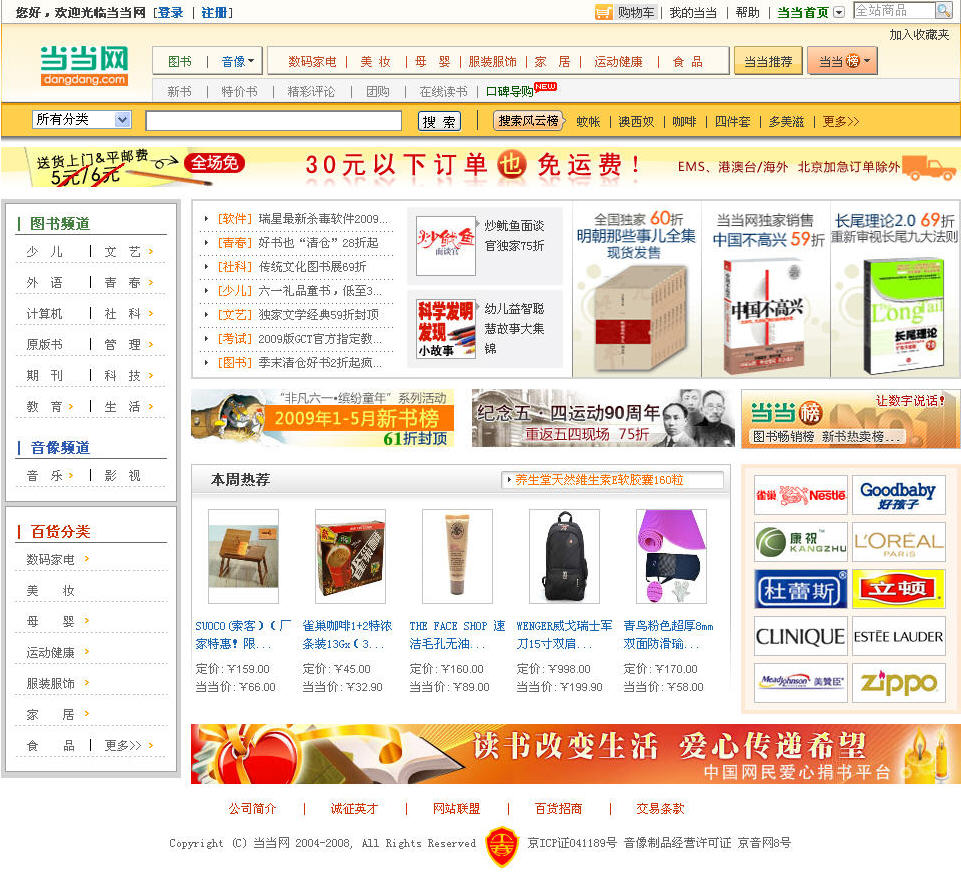 您好，欢迎光临当当网 [登录 | 注册]
购物车 | 我的当当 | 帮助 | 当当首页 全站商品
加入收藏夹
当当网
dangdang.com
图书 | 音像
数码家电 | 美 妆 | 母 婴 | 服装服饰 | 家 居 | 运动健康 | 食 品
当当推荐 当当榜
新书 | 特价书 | 精彩评论 | 团购 | 在线读书 | 口碑导购 NEW
所有分类 搜 索 搜索风云榜 蚊帐 | 澳西奴 | 咖啡 | 四件套 | 多美滋 | 更多>>
送货上门&平邮费
5元/6元
全场免
30元以下订单也免运费！
EMS、港澳台/海外 北京加急订单除外
图书频道
少 儿 | 文 艺 >
外 语 | 青 春 >
计算机 | 社 科 >
原版书 | 管 理 >
期 刊 | 科 技 >
教 育 > | 生 活 >
音像频道
音 乐 > | 影 视
百货分类
数码家电 >
美 妆
母 婴 >
运动健康 >
服装服饰 >
家 居 >
食 品 | 更多>> >
[软件] 瑞星最新杀毒软件2009...
[青春] 好书也“清仓”28折起
[社科] 传统文化图书展69折
[少儿] 六一礼品童书，低至3...
[文艺] 独家文学经典59折封顶
[考试] 2009版GCT官方指定教...
[图书] 季末清仓好书2折起疯...
炒鱿鱼
面谈官
炒鱿鱼面谈
官独家75折
科学发明
发现
小故事
幼儿益智聪
慧故事大集
锦
全国独家 60折
明朝那些事儿全集
现货发售
当当网独家销售
中国不高兴 59折
中国不高兴
长尾理论2.0 69折
重新审视长尾九大法则
长尾理论
2.0
“非凡六一·缤纷童年”系列活动
2009年1-5月新书榜
61折封顶
纪念五·四运动90周年
重返五四现场 75折
让数字说话!
当当榜
图书畅销榜 新书热卖榜...
本周热荐
养生堂天然维生素E软胶囊160粒
SUOCO(索客)(厂
家特惠！限...
定价:￥159.00
当当价:￥66.00
雀巢咖啡1+2特浓
条装13Gx(3...
定价:￥45.00
当当价:￥32.90
THE FACE SHOP 速
洁毛孔无油...
定价:￥160.00
当当价:￥89.00
WENGER威戈瑞士军
刀15寸双肩...
定价:￥998.00
当当价:￥199.90
青鸟粉色超厚8mm
双面防滑瑜...
定价:￥170.00
当当价:￥58.00
雀巢 Nestle
Goodbaby
好孩子
康祝
KANGZHU
L'ORÉAL
PARIS
杜蕾斯
立顿
CLINIQUE
ESTĒE LAUDER
Meadjohnson 美赞臣
zippo
读书改变生活 爱心传递希望
中国网民爱心捐书平台
公司简介 | 诚征英才 | 网站联盟 | 百货招商 | 交易条款
Copyright (C) 当当网 2004-2008, All Rights Reserved 京ICP证041189号 音像制品经营许可证 京音网8号